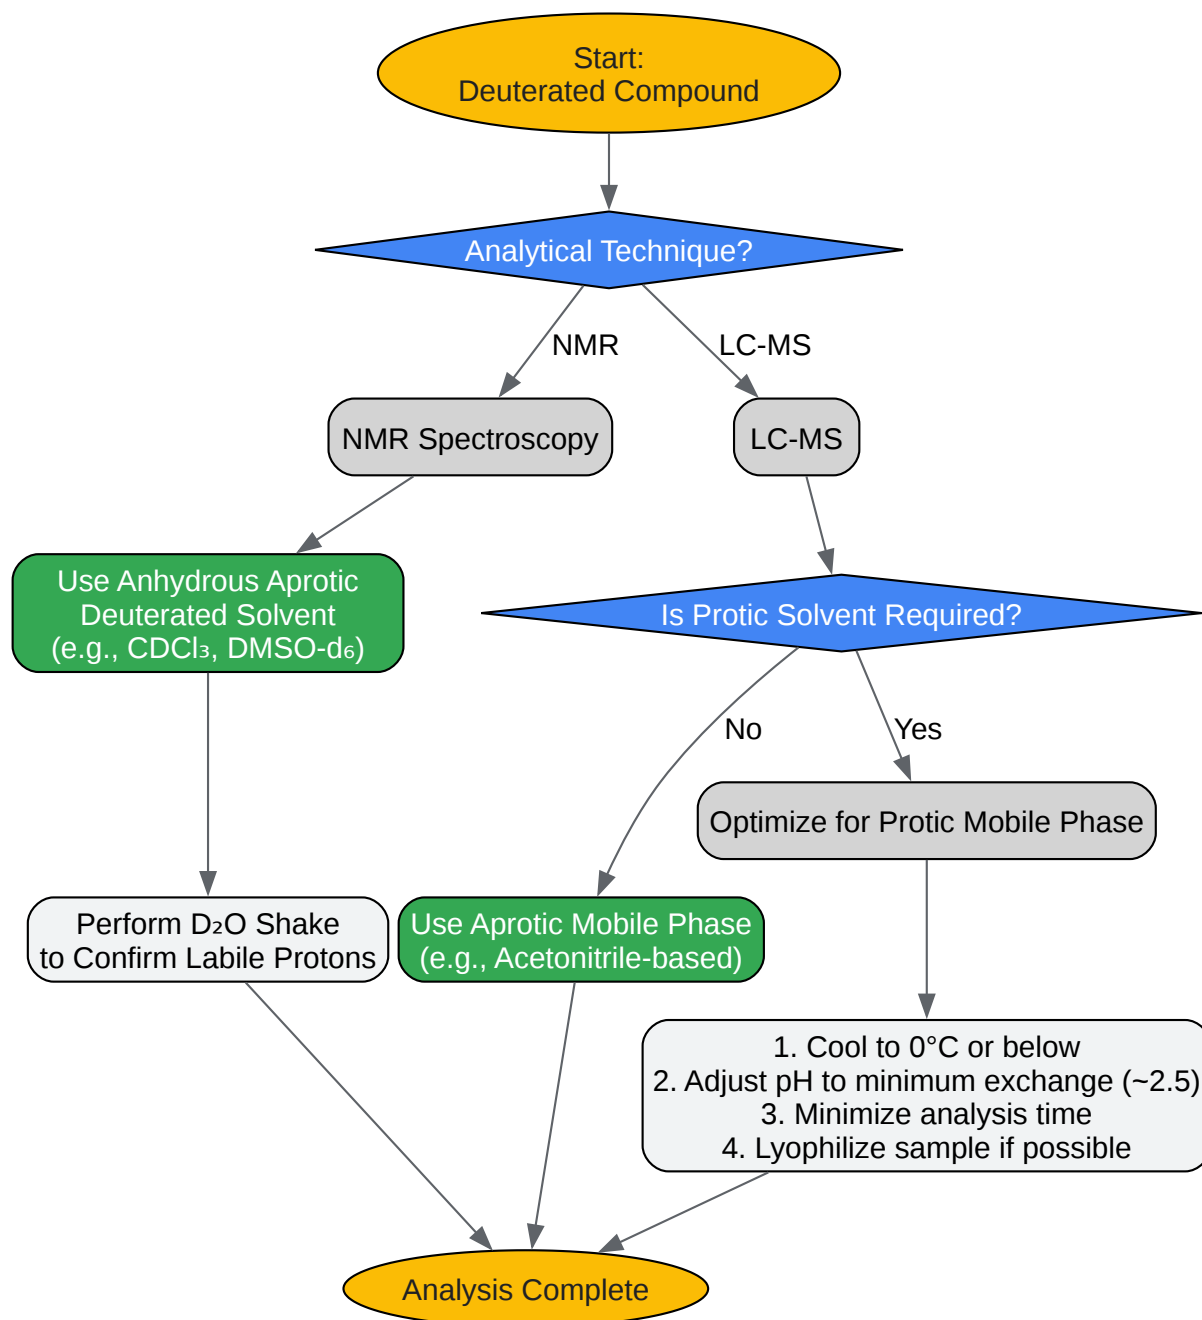 Start:
Deuterated Compound
Analytical Technique?
NMR
LC-MS
NMR Spectroscopy
LC-MS
Use Anhydrous Aprotic
Deuterated Solvent
(e.g., CDCl₃, DMSO-d₆)
Is Protic Solvent Required?
No
Yes
Optimize for Protic Mobile Phase
Perform D₂O Shake
to Confirm Labile Protons
Use Aprotic Mobile Phase
(e.g., Acetonitrile-based)
1. Cool to 0°C or below
2. Adjust pH to minimum exchange (~2.5)
3. Minimize analysis time
4. Lyophilize sample if possible
Analysis Complete